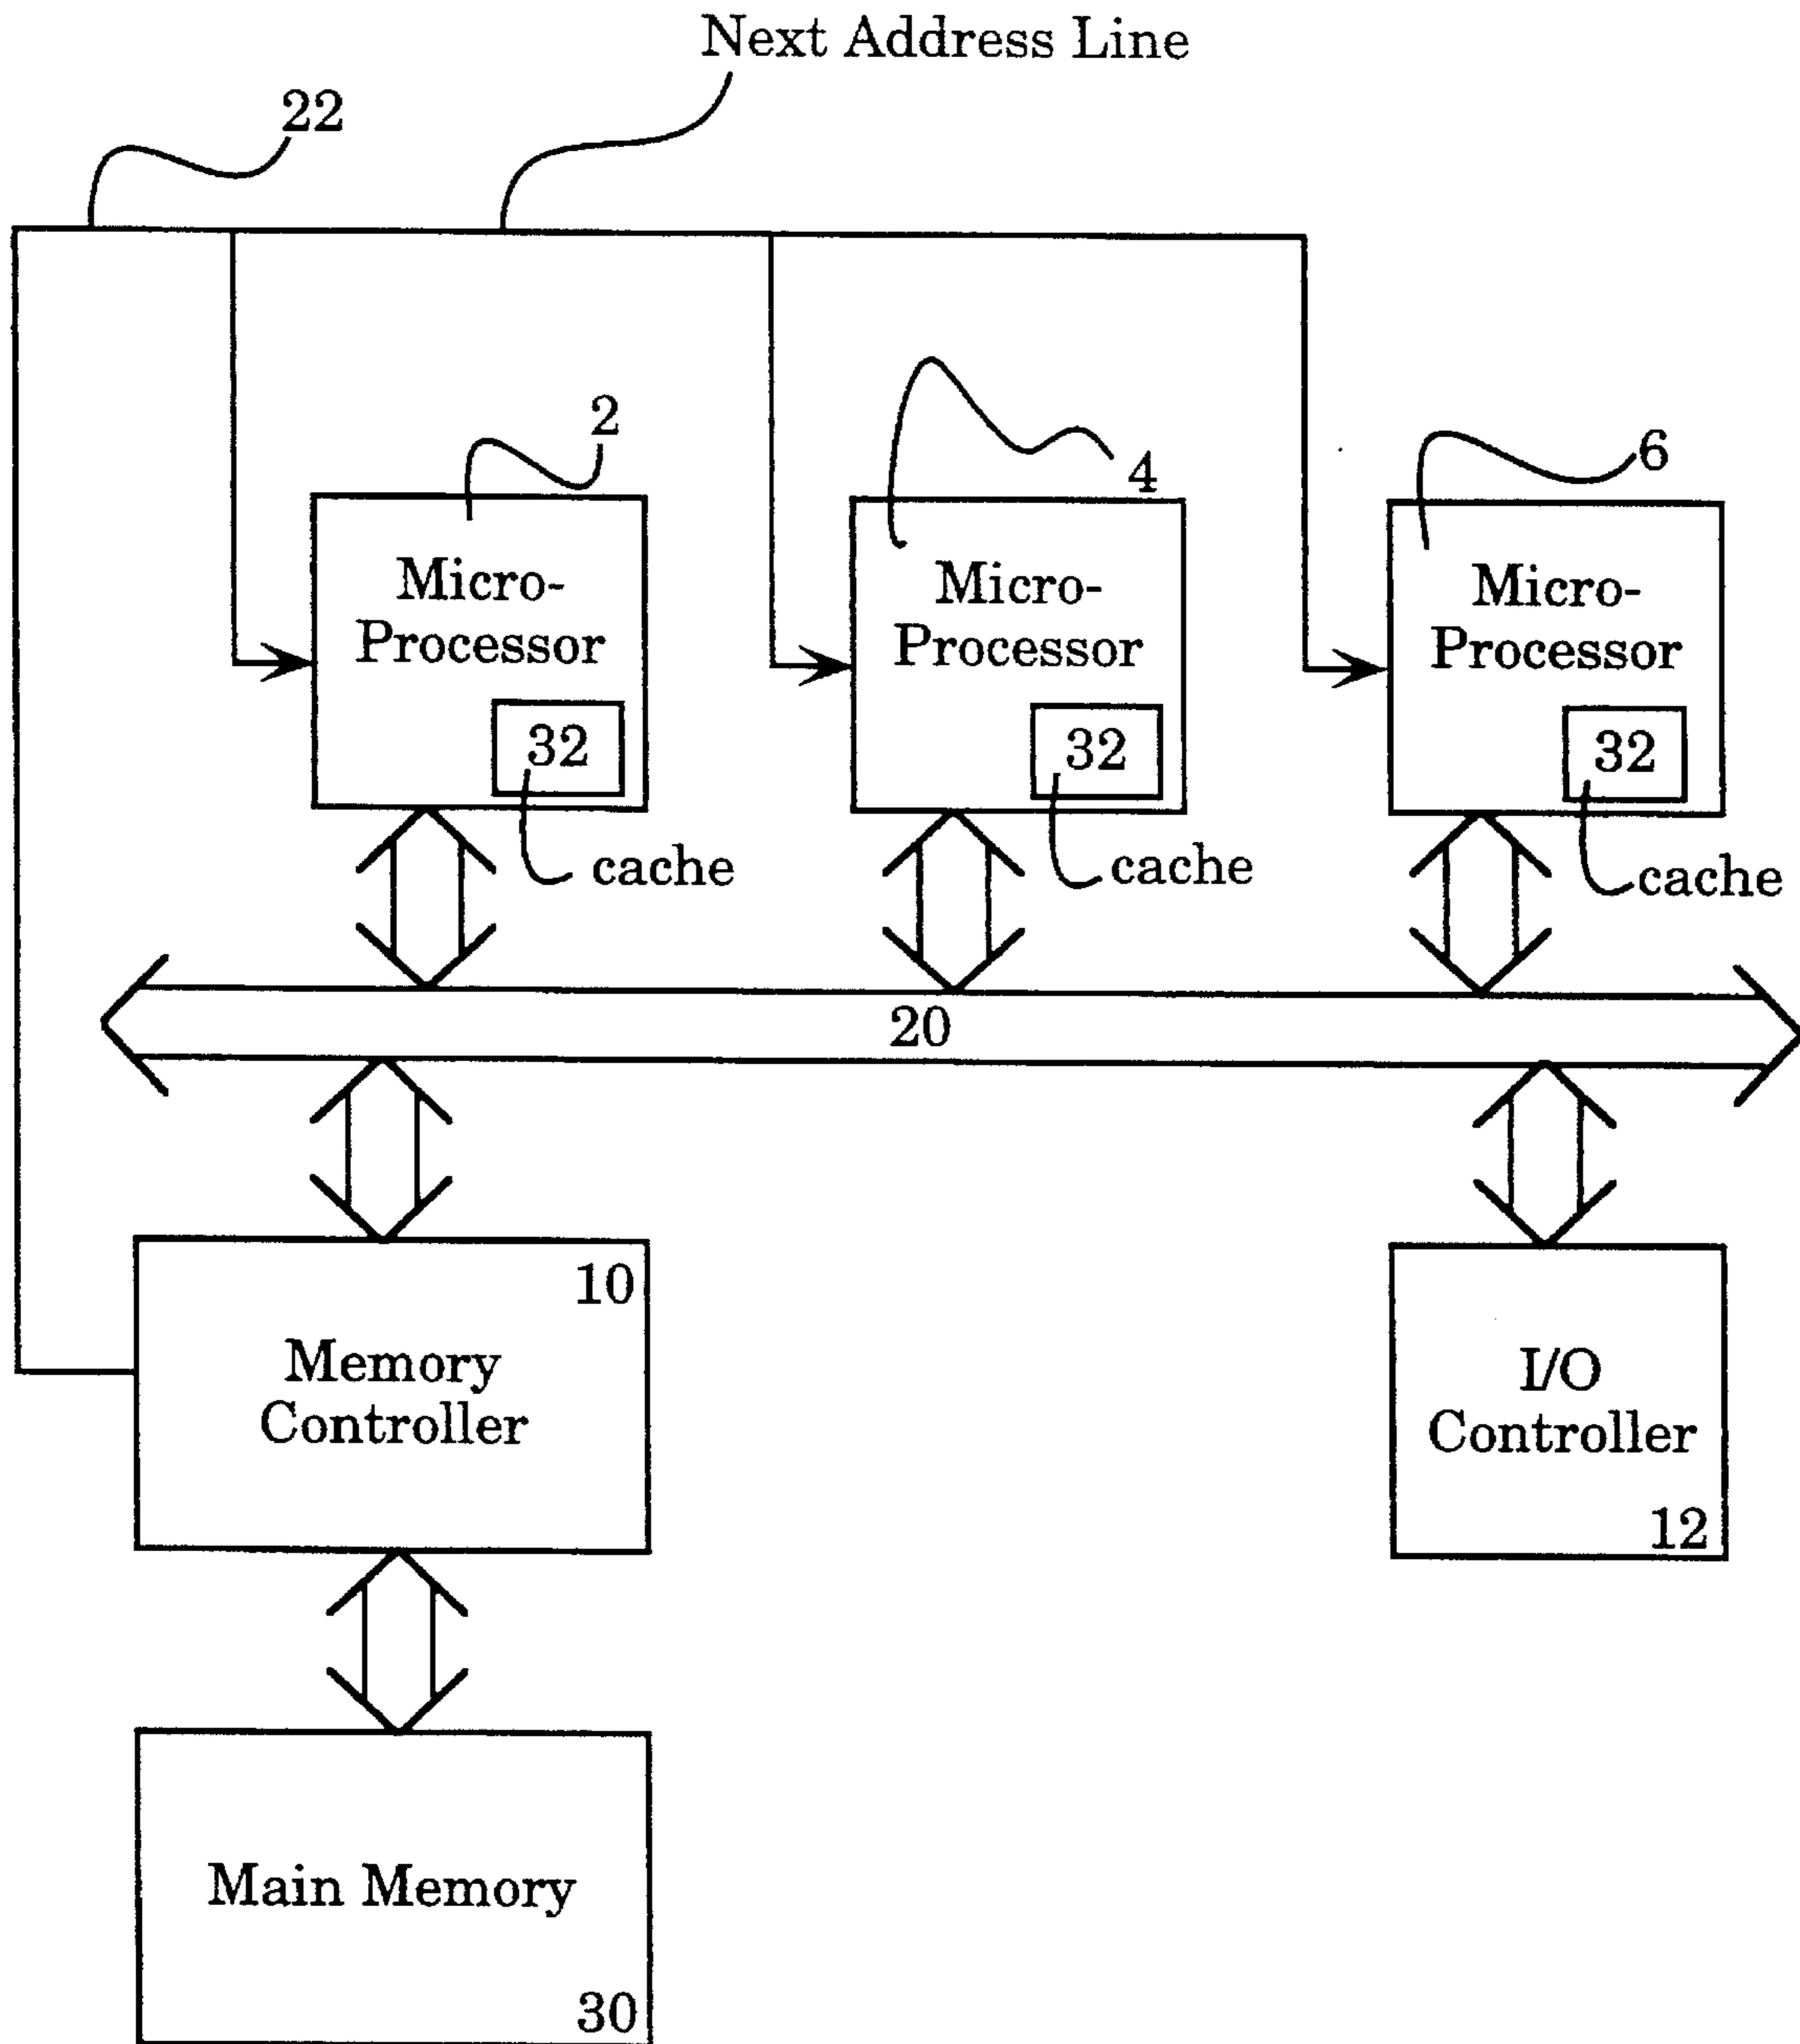 Next Address Line
22
2
4
6
Micro-
Processor
32
cache
Micro-
Processor
32
cache
Micro-
Processor
32
cache
20
10
Memory
Controller
I/O
Controller
12
Main Memory
30